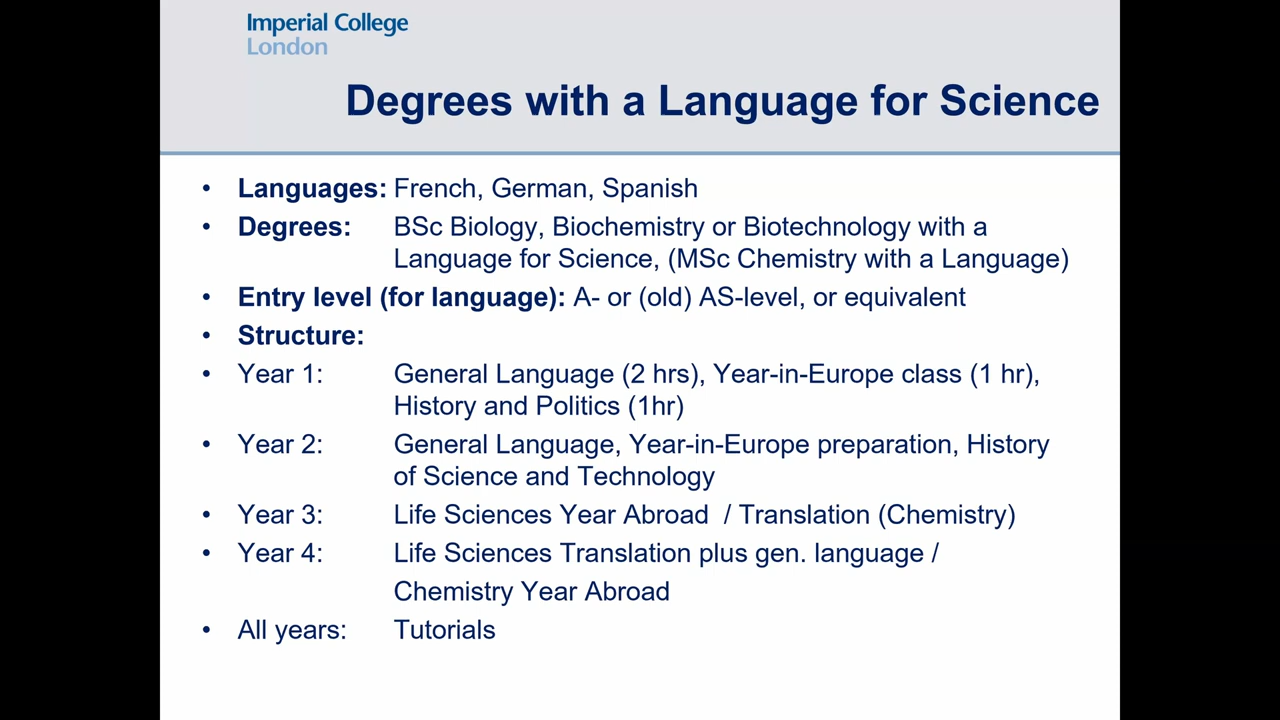 Imperial College
London
Degrees with a Language for Science
• Languages: French, German, Spanish
• Degrees: BSc Biology, Biochemistry or Biotechnology with a
Language for Science, (MSc Chemistry with a Language)
• Entry level (for language): A- or (old) AS-level, or equivalent
• Structure:
• Year 1: General Language (2 hrs), Year-in-Europe class (1 hr),
History and Politics (1hr)
• Year 2: General Language, Year-in-Europe preparation, History
of Science and Technology
• Year 3: Life Sciences Year Abroad / Translation (Chemistry)
• Year 4: Life Sciences Translation plus gen. language /
Chemistry Year Abroad
• All years: Tutorials